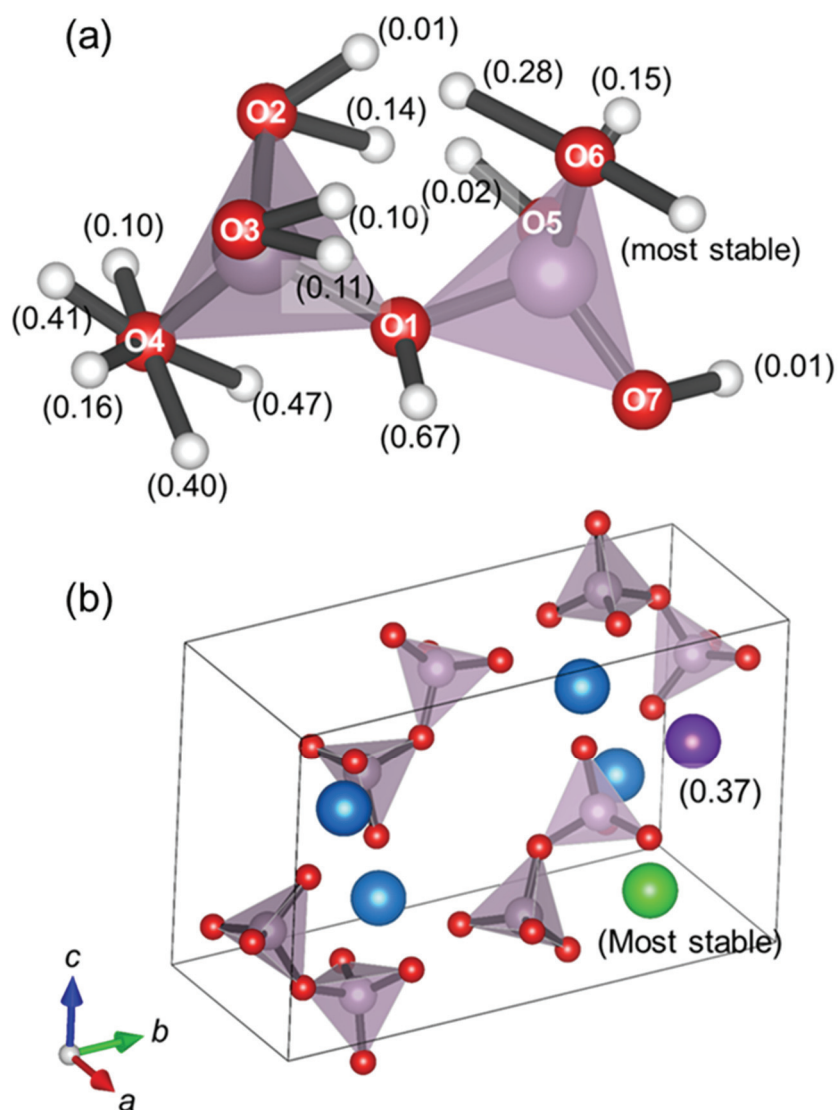 (a)
(0.01)
O2
(0.14)
(0.28)
(0.15)
O6
(0.02)
O5
(0.10)
O3
(0.10)
(most stable)
(0.11)
(0.41)
O4
O1
(0.16)
(0.47)
(0.67)
O7
(0.01)
(0.40)
(b)
(0.37)
(Most stable)
c
b
a